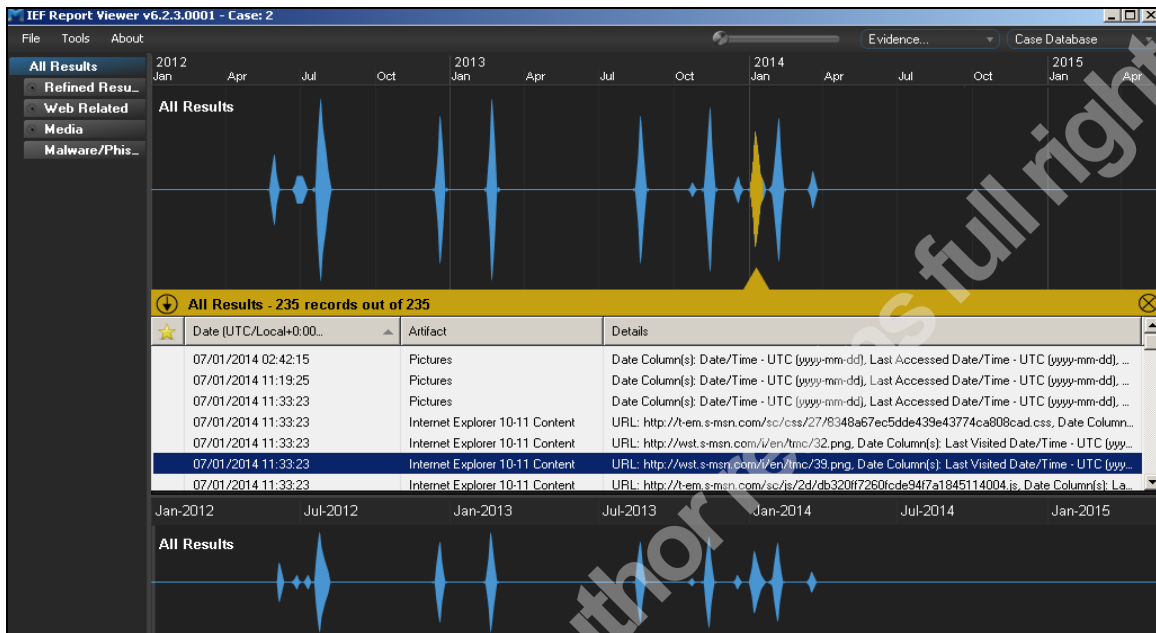 IEF Report Viewer v6.2.3.0001 - Case: 2
File Tools About Evidence... Case Database
All Results
Refined Resu...
Web Related
Media
Malware/Phis...
2012 2013 2014 2015
Jan Apr Jul Oct Jan Apr Jul Oct Jan Apr Jul Oct Jan Apr
All Results
All Results - 235 records out of 235
Date (UTC/Local+0:00... Artifact Details
07/01/2014 02:42:15 Pictures Date Column(s): Date/Time - UTC (yyyy-mm-dd), Last Accessed Date/Time - UTC (yyyy-mm-dd), ...
07/01/2014 11:19:25 Pictures Date Column(s): Date/Time - UTC (yyyy-mm-dd), Last Accessed Date/Time - UTC (yyyy-mm-dd), ...
07/01/2014 11:33:23 Pictures Date Column(s): Date/Time - UTC (yyyy-mm-dd), Last Accessed Date/Time - UTC (yyyy-mm-dd), ...
07/01/2014 11:33:23 Internet Explorer 10-11 Content URL: http://t-em.s-msn.com/sc/css/27/8348a67ec5dde439e43774ca808cad.css, Date Column...
07/01/2014 11:33:23 Internet Explorer 10-11 Content URL: http://wst.s-msn.com/i/en/tmc/32.png, Date Column(s): Last Visited Date/Time - UTC (yyy...
07/01/2014 11:33:23 Internet Explorer 10-11 Content URL: http://wst.s-msn.com/i/en/tmc/39.png, Date Column(s): Last Visited Date/Time - UTC (yyy...
07/01/2014 11:33:23 Internet Explorer 10-11 Content URL: http://t-em.s-msn.com/sc/js/2d/db320ff7260fcde94f7a1845114004.js, Date Column(s): La...
Jan-2012 Jul-2012 Jan-2013 Jul-2013 Jan-2014 Jul-2014 Jan-2015
All Results
full right